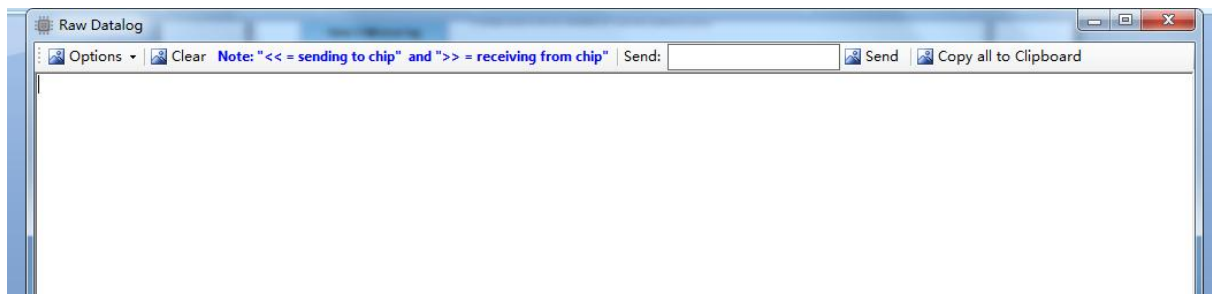 Raw Datalog
Options Clear Note: "<< = sending to chip" and ">> = receiving from chip" Send: Send Copy all to Clipboard